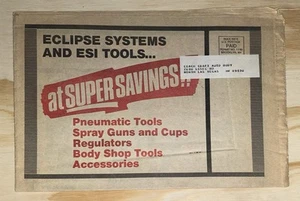 ECLIPSE SYSTEMS
AND ESI TOOLS...
PAID
at SUPER SAVINGS!!
Pneumatic Tools
Spray Guns and Cups
Regulators
Body Shop Tools
Accessories